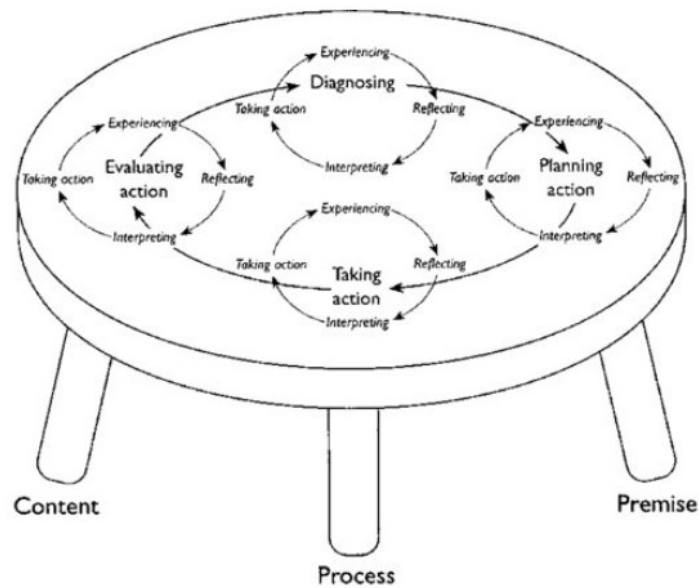 Experiencing
Diagnosing
Taking action
Reflecting
Interpreting
Experiencing
Taking action
Evaluating
action
Reflecting
Interpreting
Experiencing
Taking action
Planning
action
Reflecting
Interpreting
Experiencing
Taking action
Reflecting
Taking
action
Interpreting
Content
Process
Premise